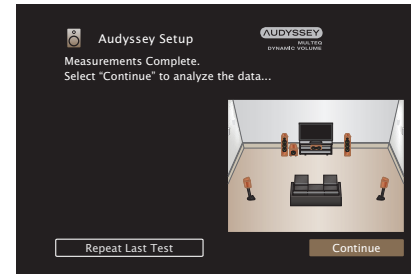 Audyssey Setup
AUDYSSEY
MULTEQ
DYNAMIC VOLUME
Measurements Complete.
Select “Continue” to analyze the data...
Repeat Last Test
Continue